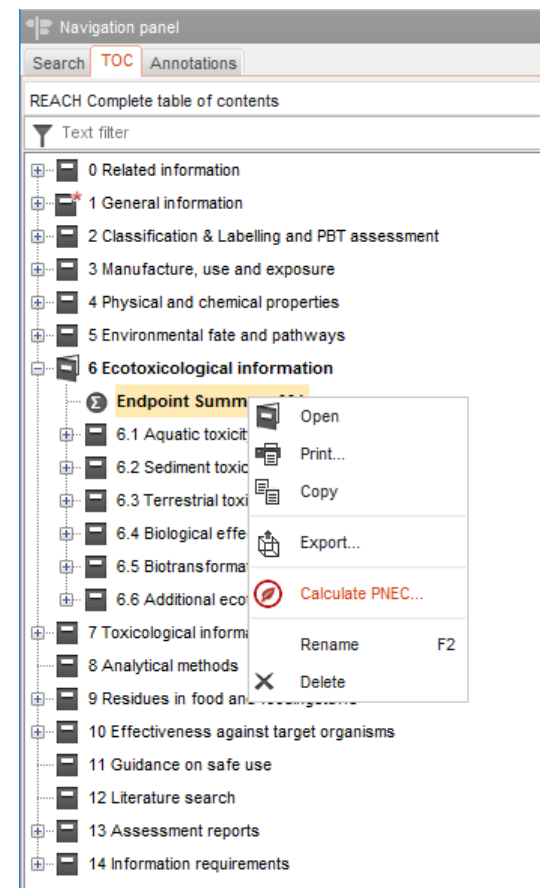 Navigation panel
Search TOC Annotations
REACH Complete table of contents
Text filter
0 Related information
1 General information
2 Classification & Labelling and PBT assessment
3 Manufacture, use and exposure
4 Physical and chemical properties
5 Environmental fate and pathways
6 Ecotoxicological information
Endpoint Summ
Open
6.1 Aquatic toxicit
Print...
6.2 Sediment toxic
Copy
6.3 Terrestrial toxi
6.4 Biological effe
Export...
6.5 Biotransforma
Calculate PNEC...
6.6 Additional eco
7 Toxicological informa
Rename F2
8 Analytical methods
Delete
9 Residues in food and
10 Effectiveness against target organisms
11 Guidance on safe use
12 Literature search
13 Assessment reports
14 Information requirements